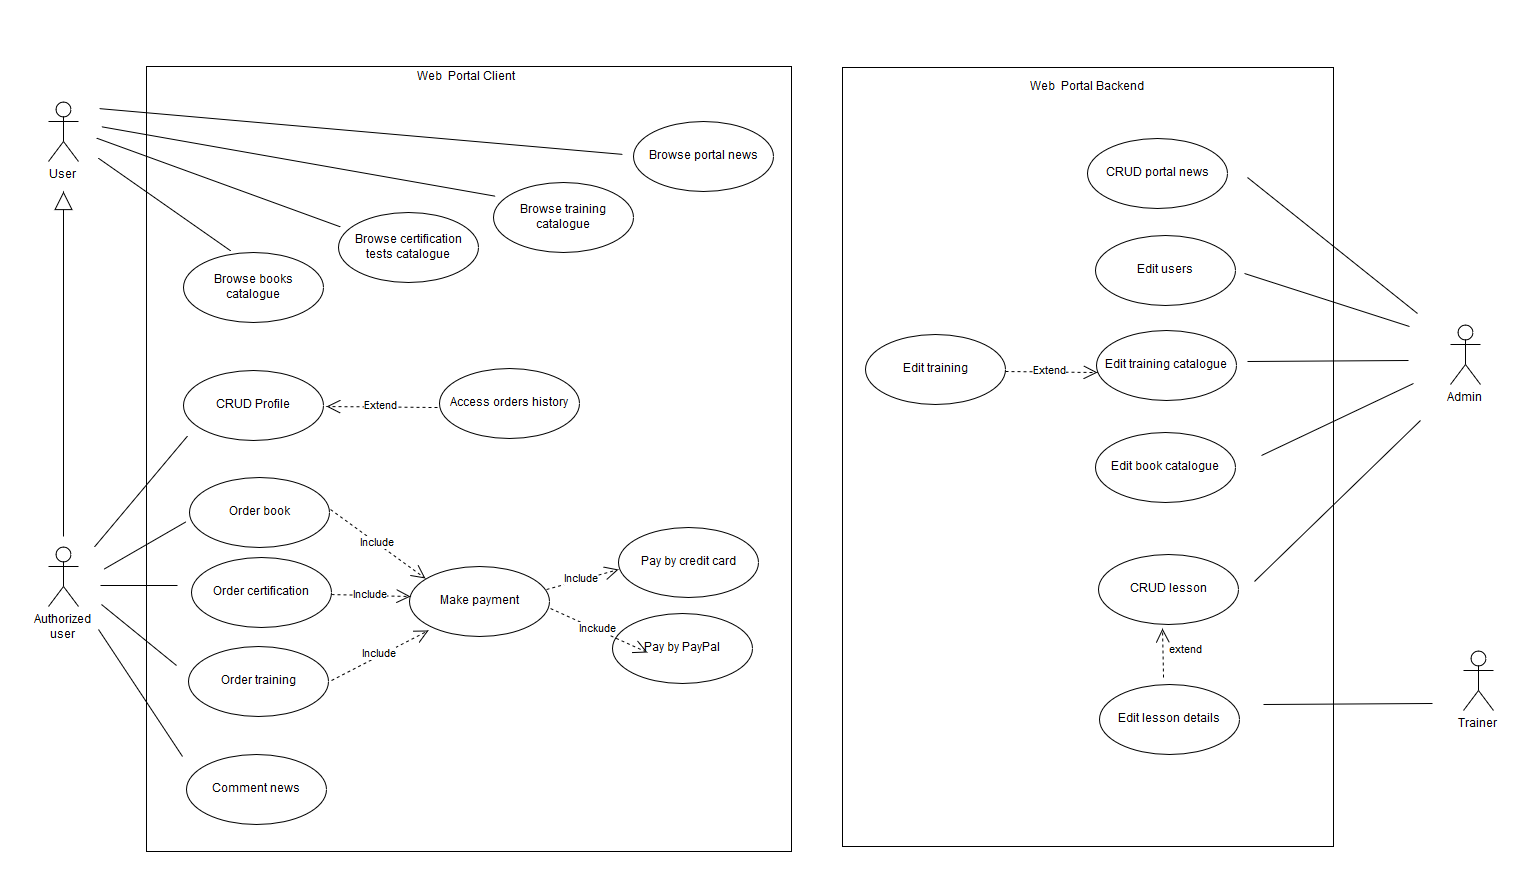 Web Portal Client
Web Portal Backend
User
Browse portal news
Browse training
catalogue
Browse certification
tests catalogue
Browse books
catalogue
CRUD Profile
Extend
Access orders history
Order book
Include
Order certification
Include
Make payment
Include
Pay by credit card
Inckude
Pay by PayPal
Authorized
user
Order training
Include
Comment news
CRUD portal news
Edit users
Edit training
Extend
Edit training catalogue
Admin
Edit book catalogue
CRUD lesson
extend
Edit lesson details
Trainer